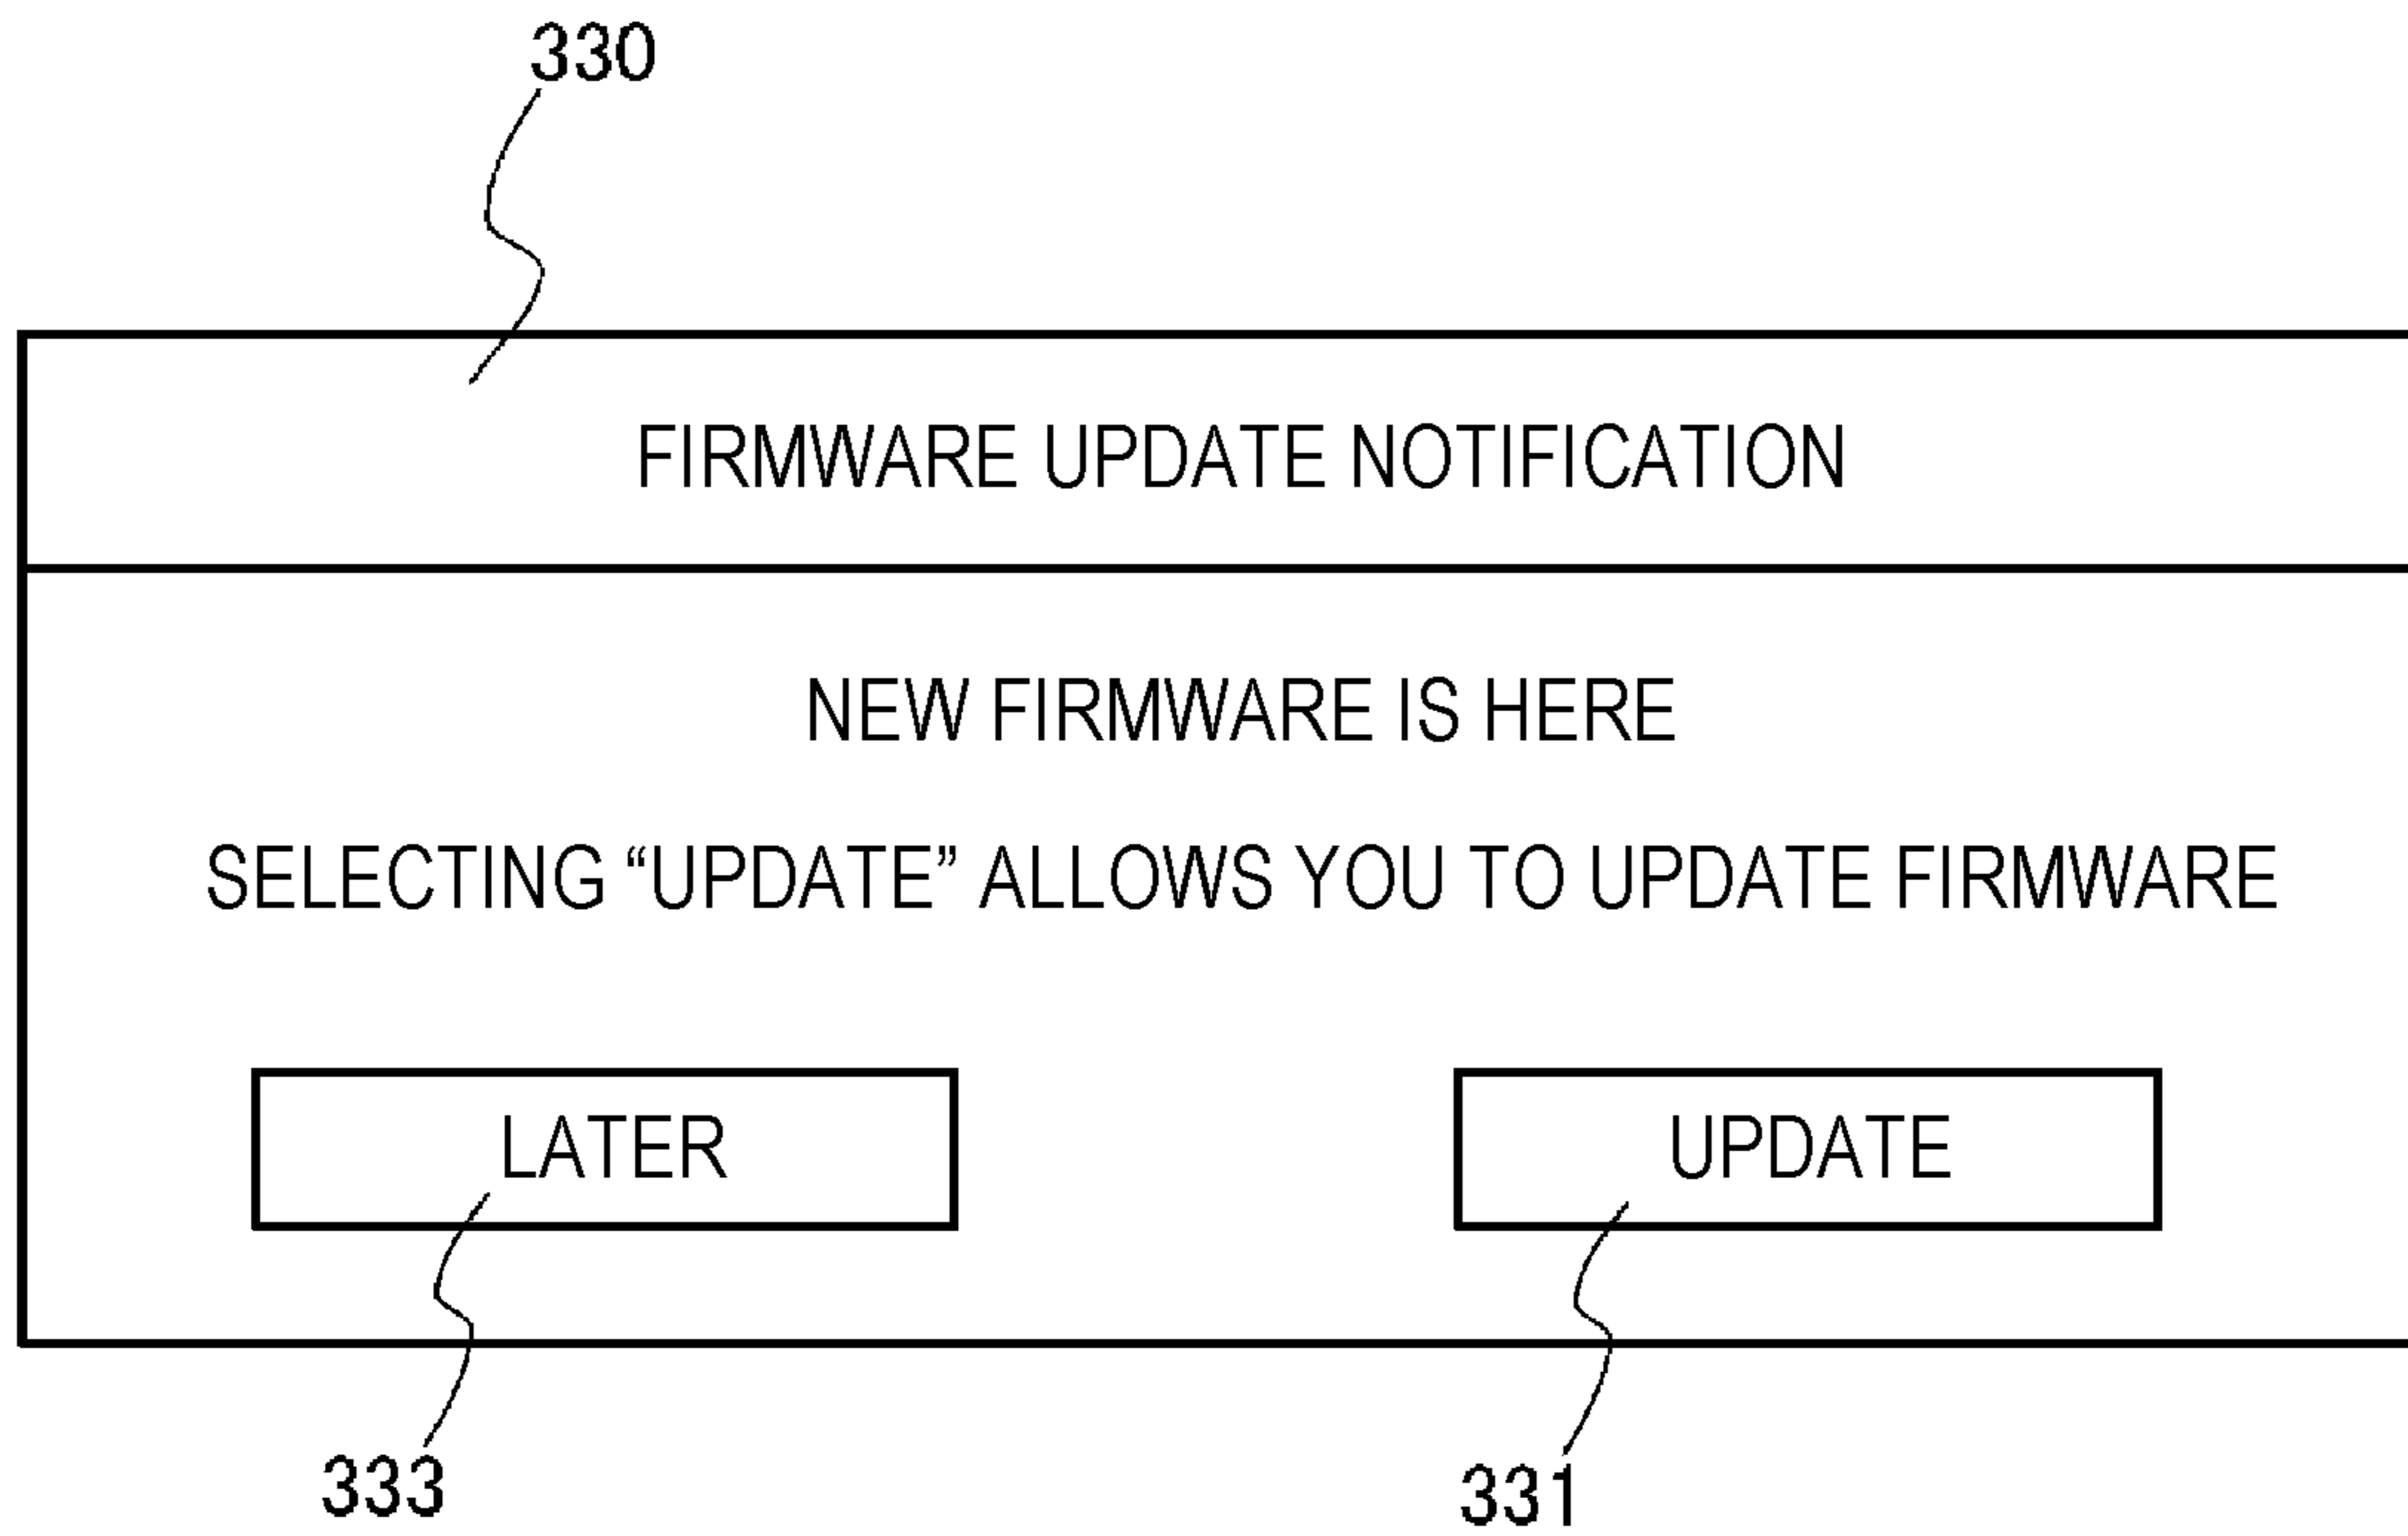 330
FIRMWARE UPDATE NOTIFICATION
NEW FIRMWARE IS HERE
SELECTING “UPDATE” ALLOWS YOU TO UPDATE FIRMWARE
LATER
UPDATE
333
331